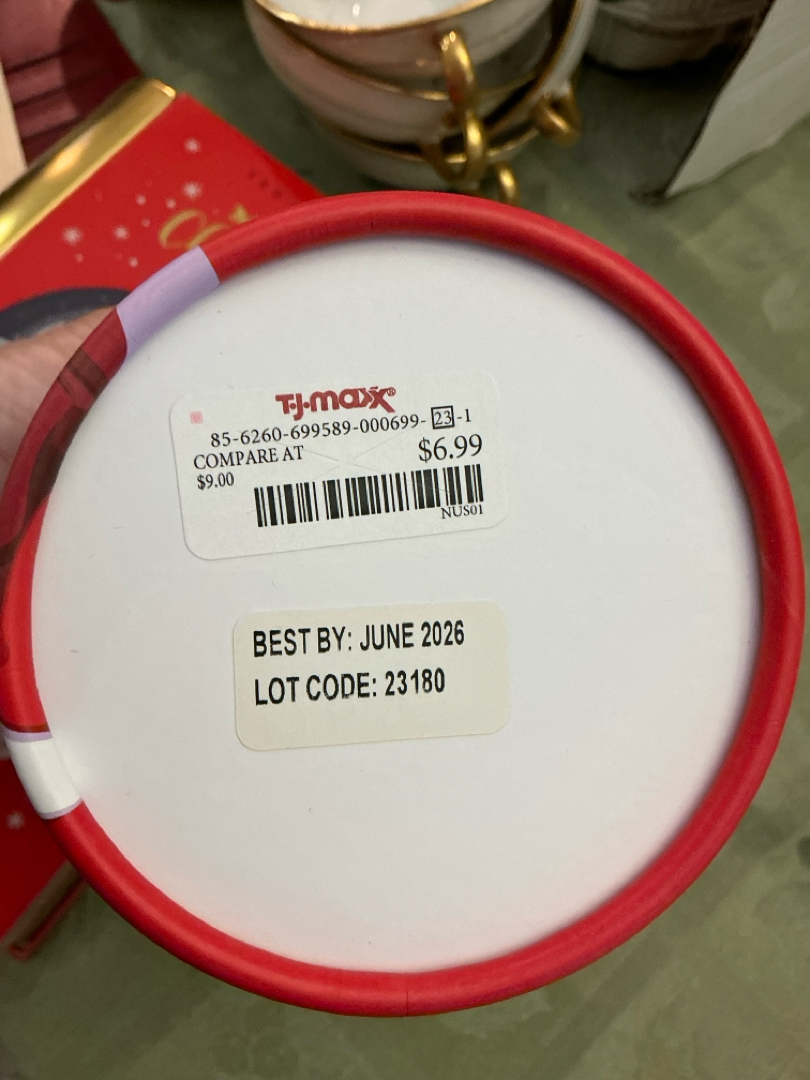 T·J·maxx®
85-6260-699589-000699- 23 -1
COMPARE AT $6.99
$9.00
NUS01
BEST BY: JUNE 2026
LOT CODE: 23180